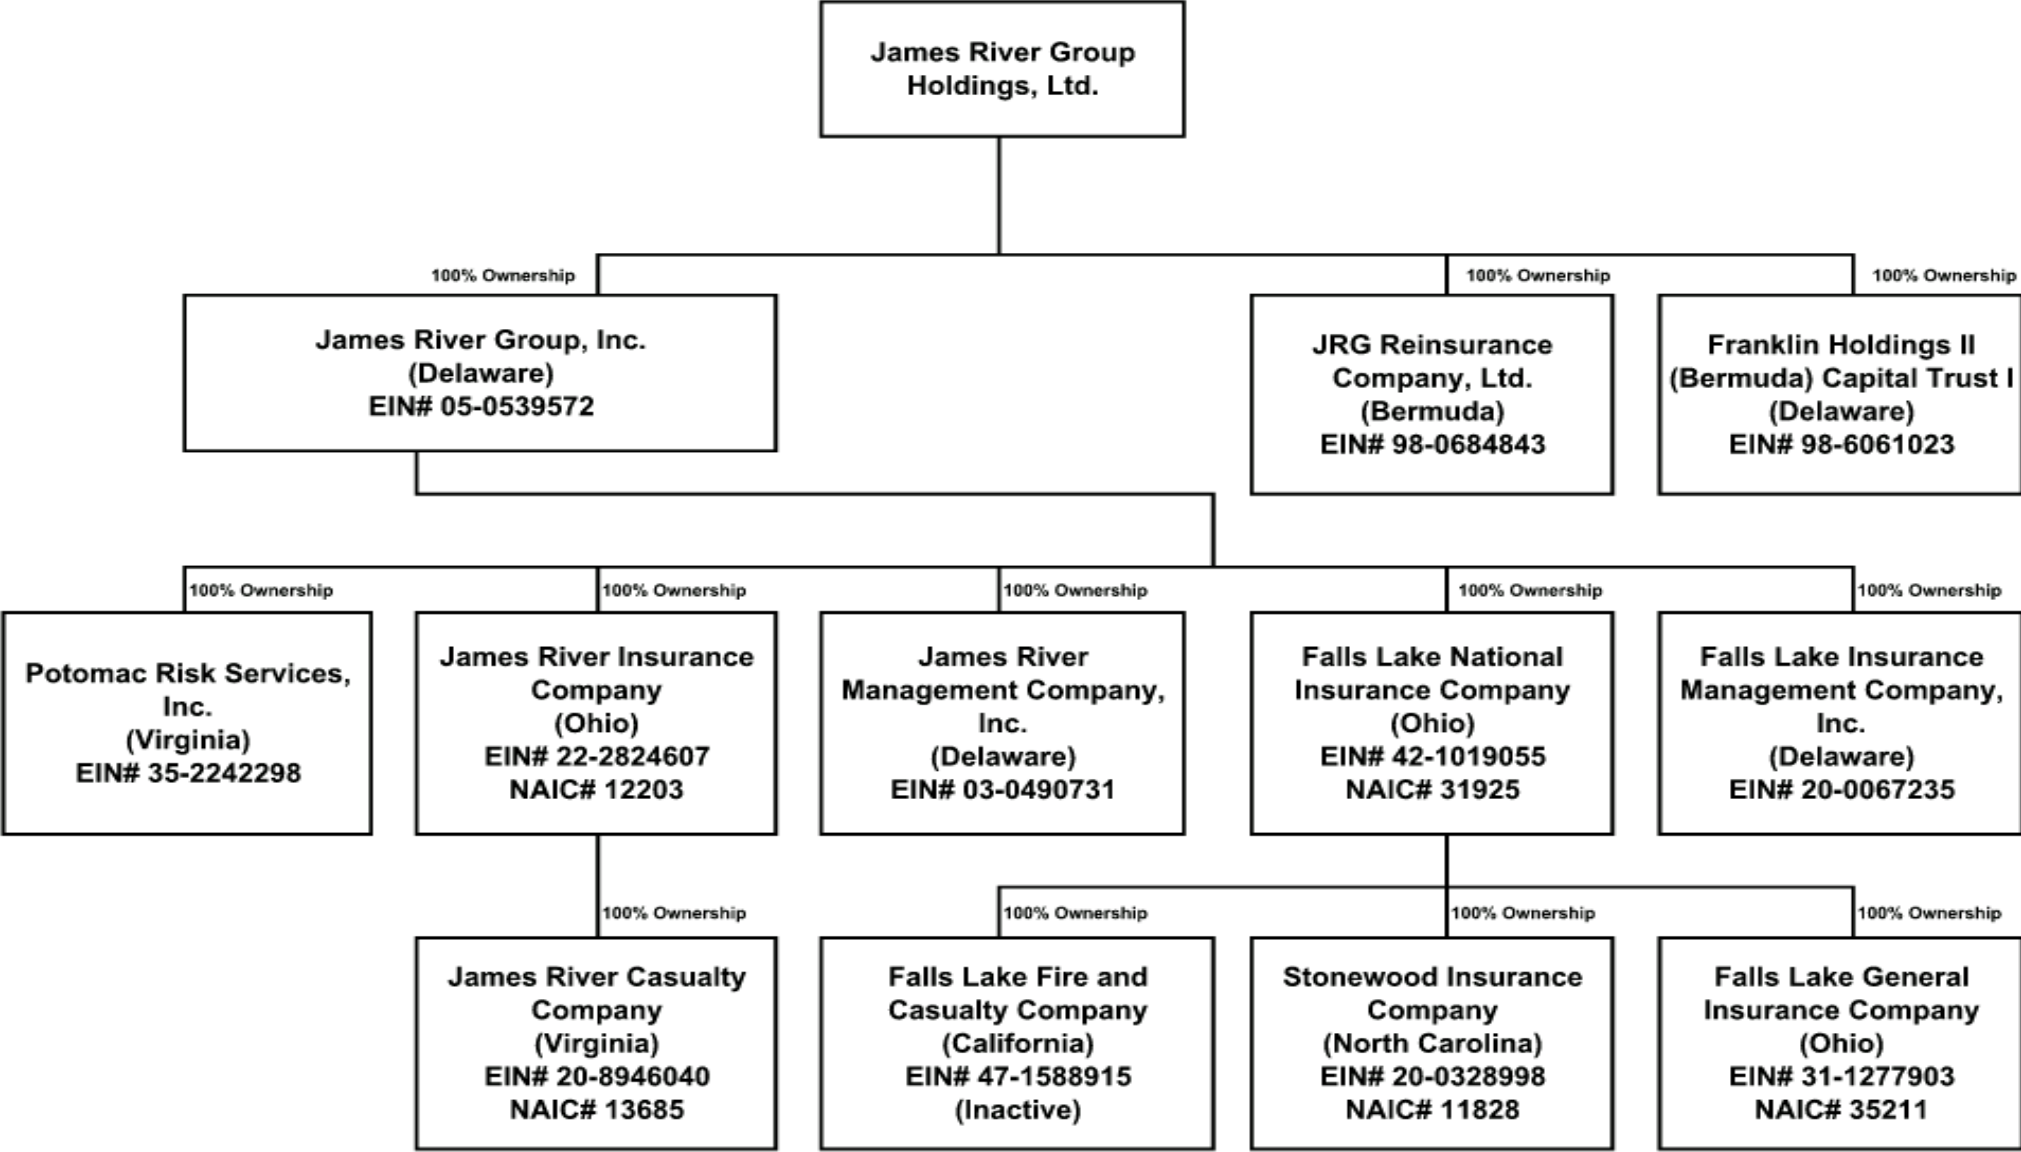 James River Group
Holdings, Ltd.
100% Ownership
100% Ownership
100% Ownership
James River Group, Inc.
(Delaware)
EIN# 05-0539572
JRG Reinsurance
Company, Ltd.
(Bermuda)
EIN# 98-0684843
Franklin Holdings II
(Bermuda) Capital Trust I
(Delaware)
EIN# 98-6061023
100% Ownership
100% Ownership
100% Ownership
100% Ownership
100% Ownership
Potomac Risk Services,
Inc.
(Virginia)
EIN# 35-2242298
James River Insurance
Company
(Ohio)
EIN# 22-2824607
NAIC# 12203
James River
Management Company,
Inc.
(Delaware)
EIN# 03-0490731
Falls Lake National
Insurance Company
(Ohio)
EIN# 42-1019055
NAIC# 31925
Falls Lake Insurance
Management Company,
Inc.
(Delaware)
EIN# 20-0067235
100% Ownership
100% Ownership
100% Ownership
100% Ownership
James River Casualty
Company
(Virginia)
EIN# 20-8946040
NAIC# 13685
Falls Lake Fire and
Casualty Company
(California)
EIN# 47-1588915
(Inactive)
Stonewood Insurance
Company
(North Carolina)
EIN# 20-0328998
NAIC# 11828
Falls Lake General
Insurance Company
(Ohio)
EIN# 31-1277903
NAIC# 35211